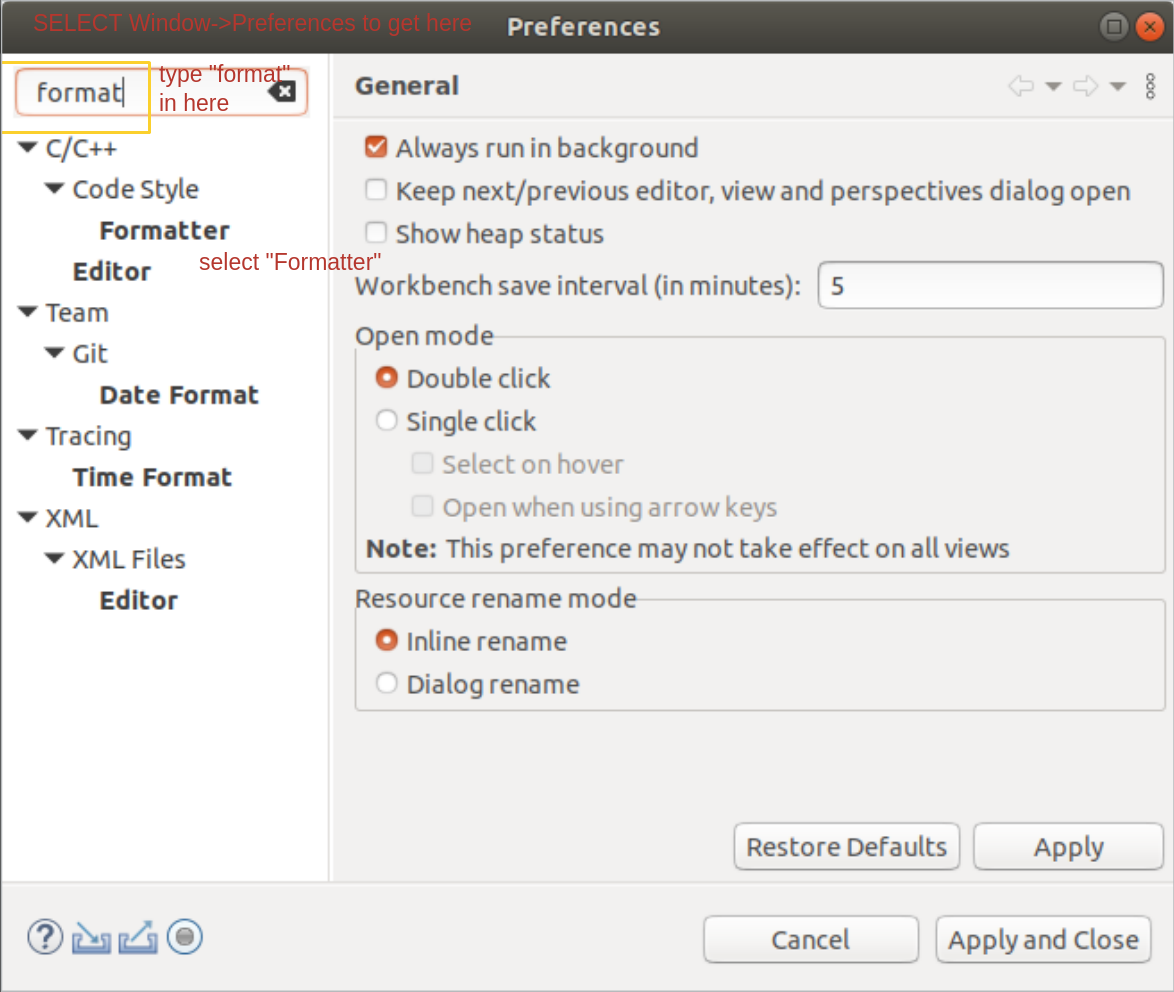 SELECT Window->Preferences to get here
Preferences
format
type "format"
in here
C/C++
Code Style
Formatter
select "Formatter"
Editor
Team
Git
Date Format
Tracing
Time Format
XML
XML Files
Editor
General
Always run in background
Keep next/previous editor, view and perspectives dialog open
Show heap status
Workbench save interval (in minutes): 5
Open mode
Double click
Single click
Select on hover
Open when using arrow keys
Note: This preference may not take effect on all views
Resource rename mode
Inline rename
Dialog rename
Restore Defaults
Apply
?
Cancel
Apply and Close